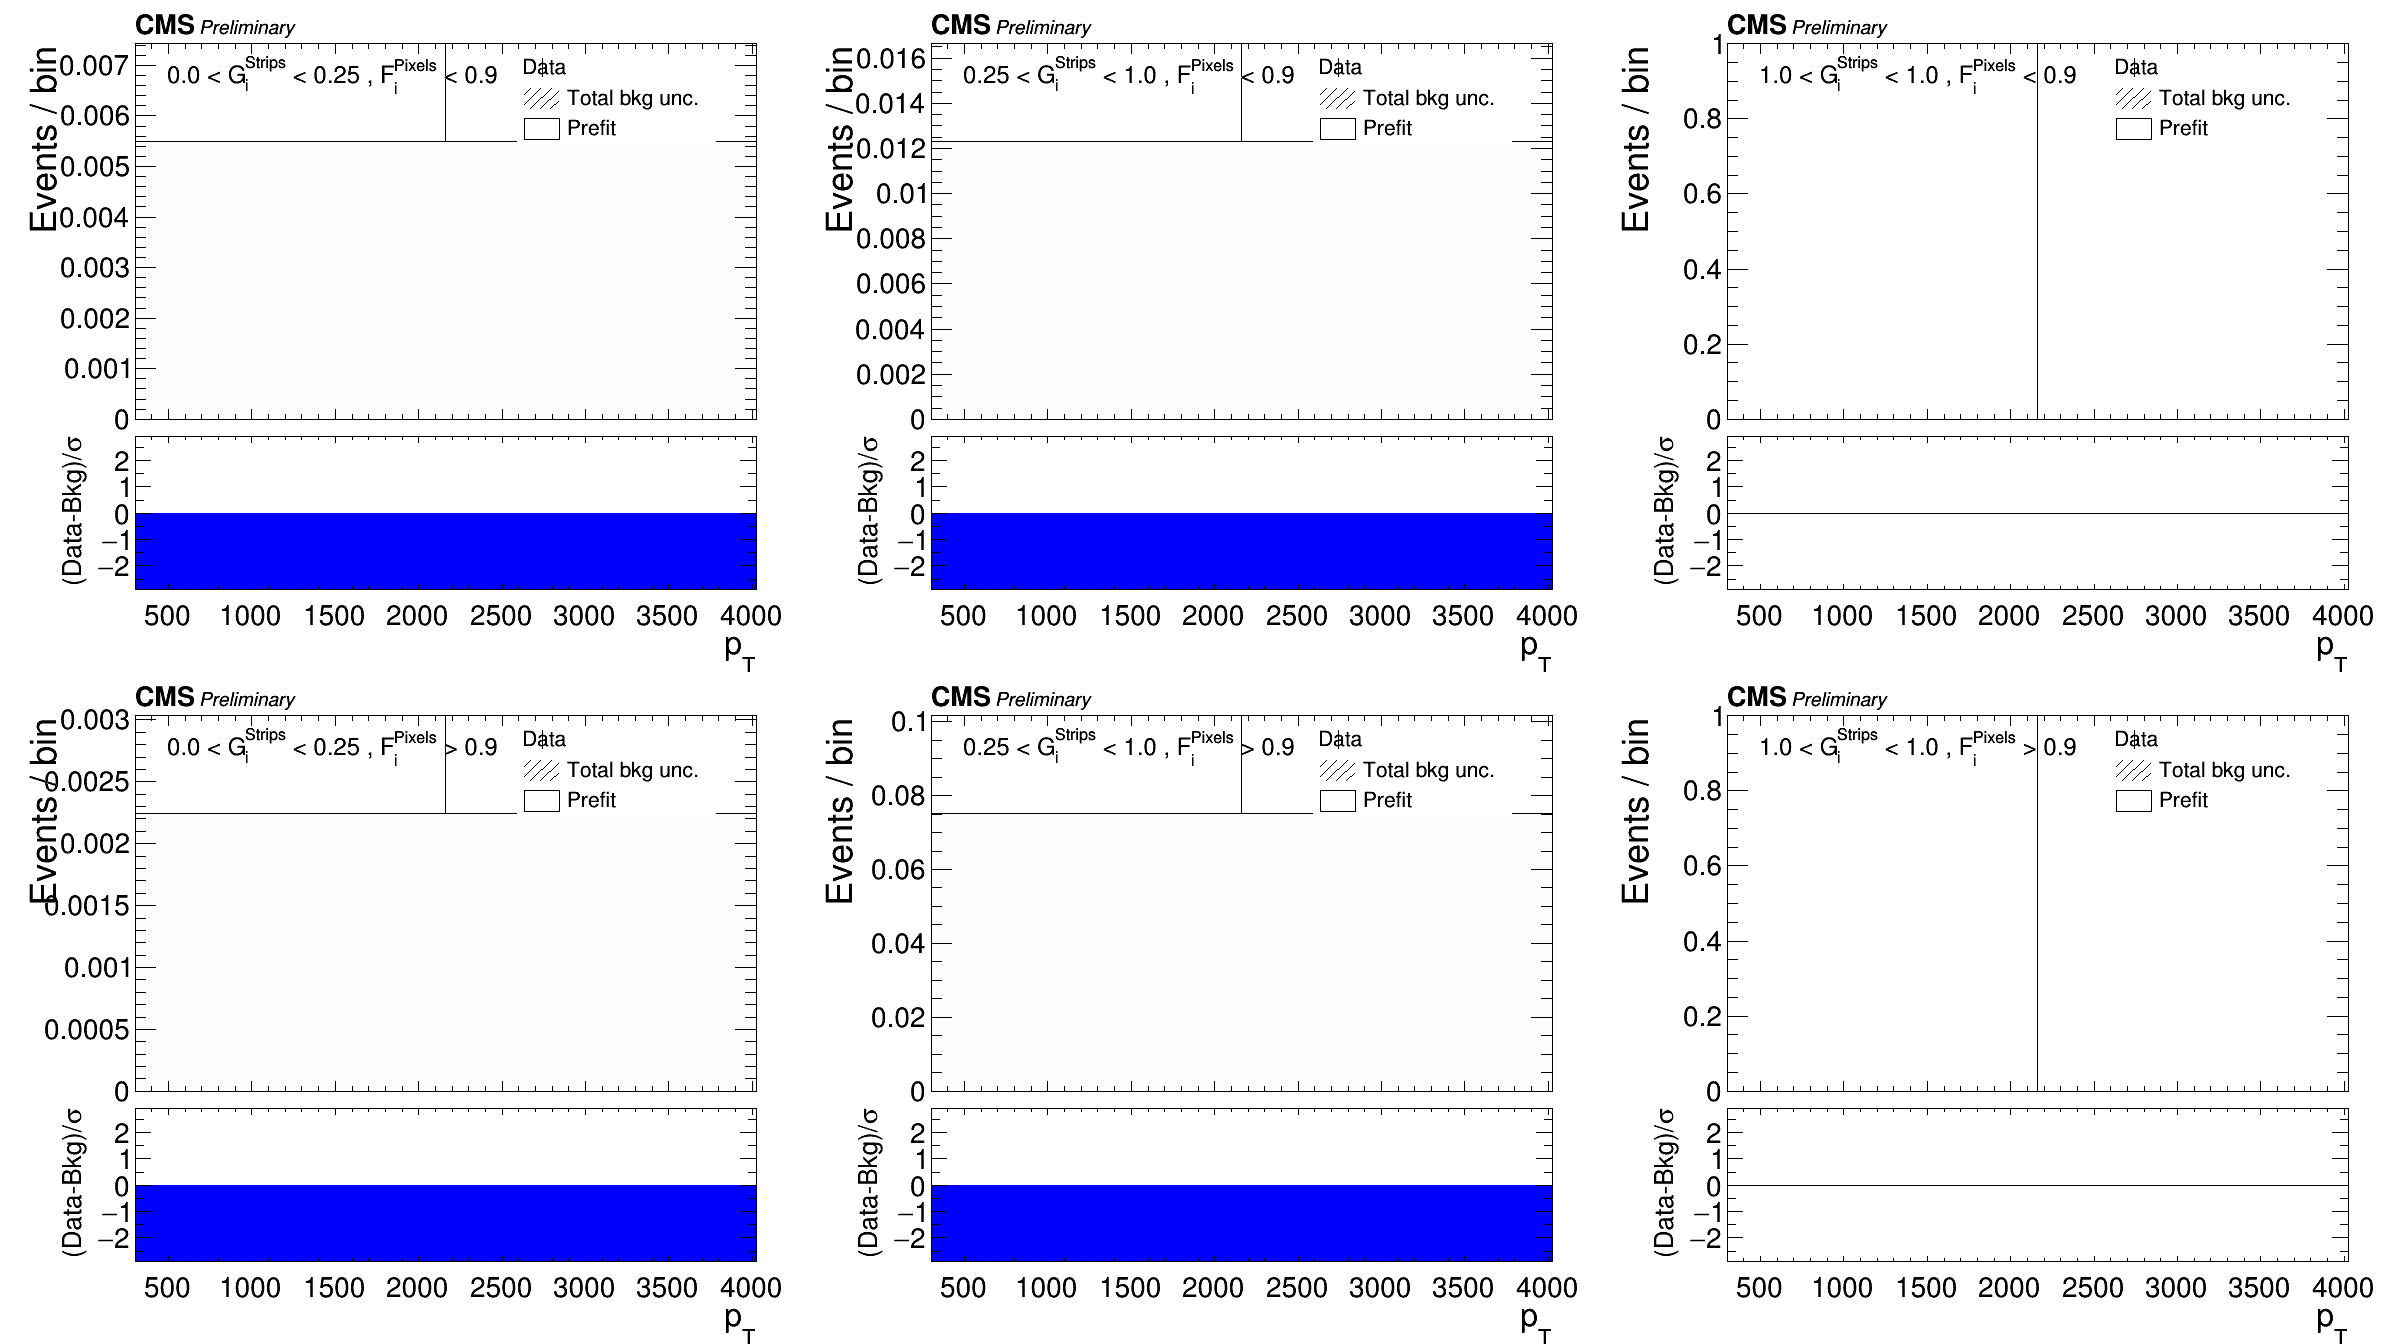 CMS Preliminary
Events / bin
0.0 < G_i^Strips < 0.25 , F_i^Pixels < 0.9
Data
Total bkg unc.
Prefit
0.007
0.006
0.005
0.004
0.003
0.002
0.001
0
(Data-Bkg)/σ
2
1
0
−1
−2
500 1000 1500 2000 2500 3000 3500 4000
p_T
CMS Preliminary
Events / bin
0.25 < G_i^Strips < 1.0 , F_i^Pixels < 0.9
Data
Total bkg unc.
Prefit
0.016
0.014
0.012
0.01
0.008
0.006
0.004
0.002
0
(Data-Bkg)/σ
2
1
0
−1
−2
500 1000 1500 2000 2500 3000 3500 4000
p_T
CMS Preliminary
Events / bin
1.0 < G_i^Strips < 1.0 , F_i^Pixels < 0.9
Data
Total bkg unc.
Prefit
1
0.8
0.6
0.4
0.2
0
(Data-Bkg)/σ
2
1
0
−1
−2
500 1000 1500 2000 2500 3000 3500 4000
p_T
CMS Preliminary
Events / bin
0.0 < G_i^Strips < 0.25 , F_i^Pixels > 0.9
Data
Total bkg unc.
Prefit
0.003
0.0025
0.002
0.0015
0.001
0.0005
0
(Data-Bkg)/σ
2
1
0
−1
−2
500 1000 1500 2000 2500 3000 3500 4000
p_T
CMS Preliminary
Events / bin
0.25 < G_i^Strips < 1.0 , F_i^Pixels > 0.9
Data
Total bkg unc.
Prefit
0.1
0.08
0.06
0.04
0.02
0
(Data-Bkg)/σ
2
1
0
−1
−2
500 1000 1500 2000 2500 3000 3500 4000
p_T
CMS Preliminary
Events / bin
1.0 < G_i^Strips < 1.0 , F_i^Pixels > 0.9
Data
Total bkg unc.
Prefit
1
0.8
0.6
0.4
0.2
0
(Data-Bkg)/σ
2
1
0
−1
−2
500 1000 1500 2000 2500 3000 3500 4000
p_T